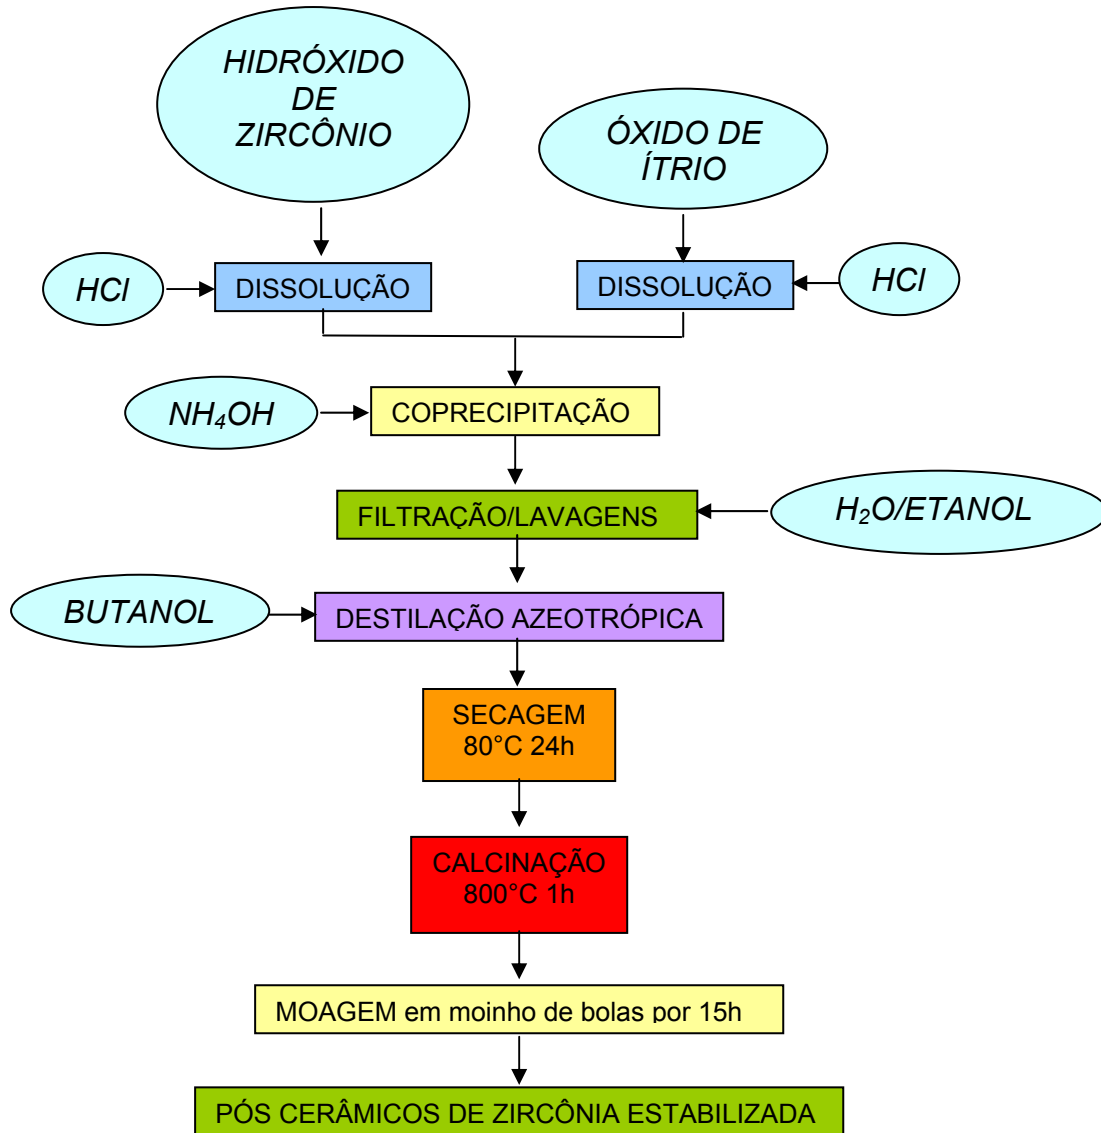 HIDRÓXIDO
DE
ZIRCÔNIO
ÓXIDO DE
ÍTRIO
HCl
DISSOLUÇÃO
DISSOLUÇÃO
HCl
NH₄OH
COPRECIPITAÇÃO
FILTRAÇÃO/LAVAGENS
H₂O/ETANOL
BUTANOL
DESTILAÇÃO AZEOTRÓPICA
SECAGEM
80°C 24h
CALCINAÇÃO
800°C 1h
MOAGEM em moinho de bolas por 15h
PÓS CERÂMICOS DE ZIRCÔNIA ESTABILIZADA